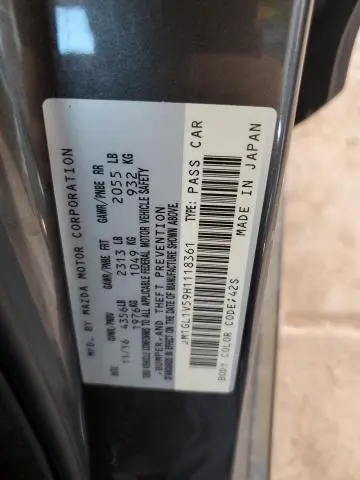 MFD. BY MAZDA MOTOR CORPORATION
GVWR/PNBV GAWR/PNBE FRT GAWR/PNBE RR
11/16 4356LB 2313 LB 2055 LB
1976KG 1049 KG 932 KG
THIS VEHICLE CONFORMS TO ALL APPLICABLE FEDERAL MOTOR VEHICLE SAFETY
,BUMPER,AND THEFT PREVENTION
STANDARDS IN EFFECT ON THE DATE OF MANUFACTURE SHOWN ABOVE.
JM1GL1V59H1118361 TYPE: PASS CAR
MADE IN JAPAN
BODY COLOR CODE:42S